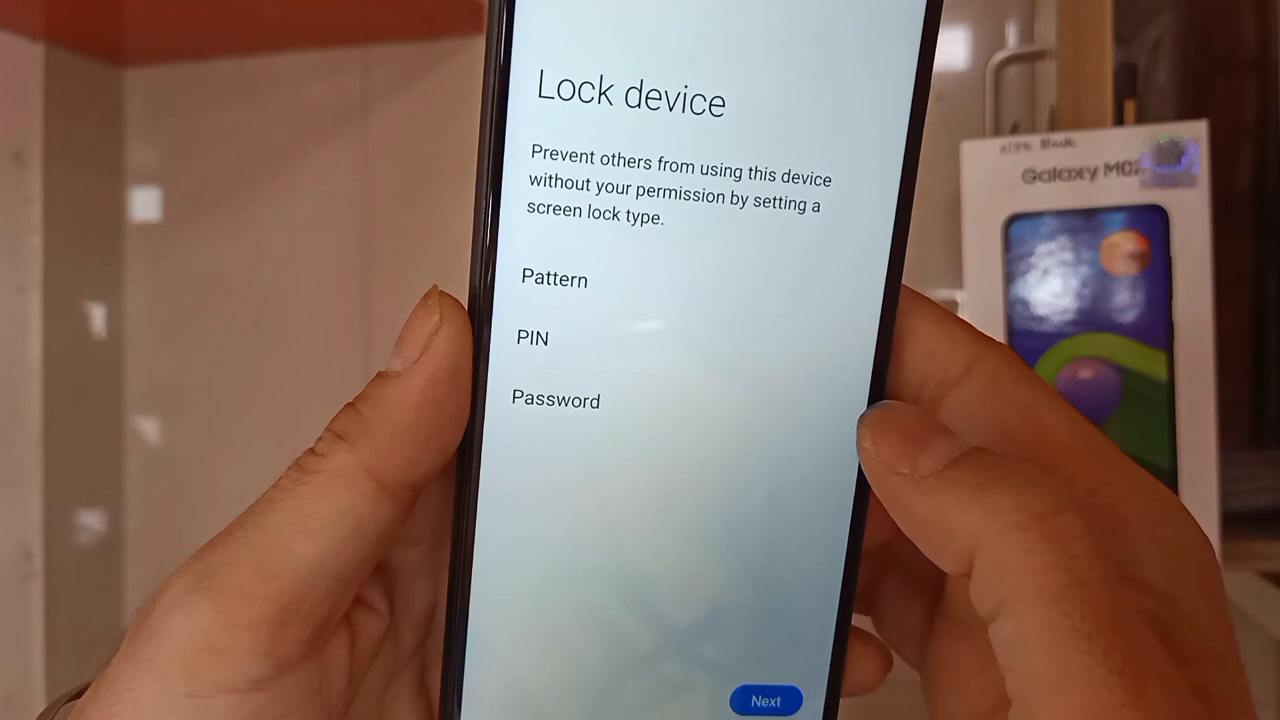 Lock device
Prevent others from using this device
without your permission by setting a
screen lock type.
Pattern
PIN
Password
Next
Galaxy